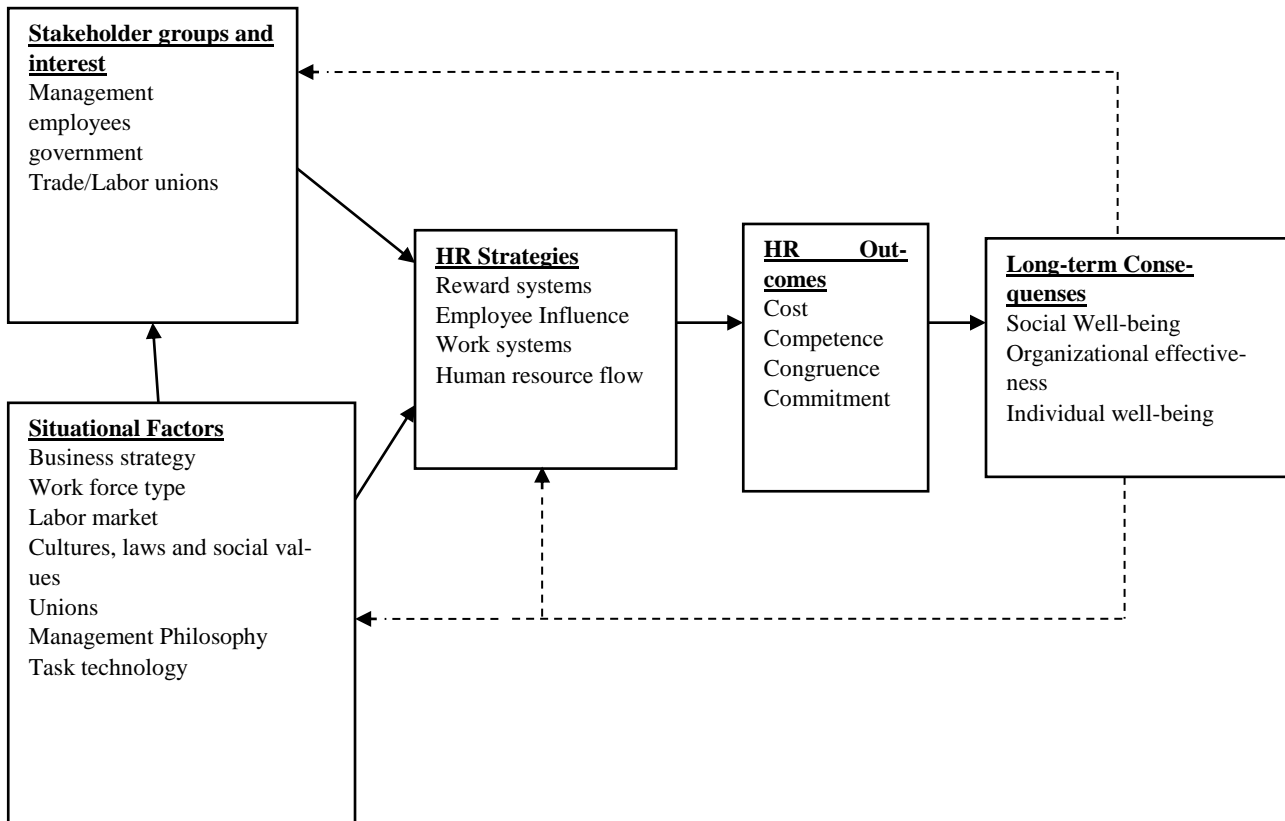 Stakeholder groups and
interest
Management
employees
government
Trade/Labor unions
HR Strategies
Reward systems
Employee Influence
Work systems
Human resource flow
HR Out-
comes
Cost
Competence
Congruence
Commitment
Long-term Conse-
quenses
Social Well-being
Organizational effective-
ness
Individual well-being
Situational Factors
Business strategy
Work force type
Labor market
Cultures, laws and social val-
ues
Unions
Management Philosophy
Task technology